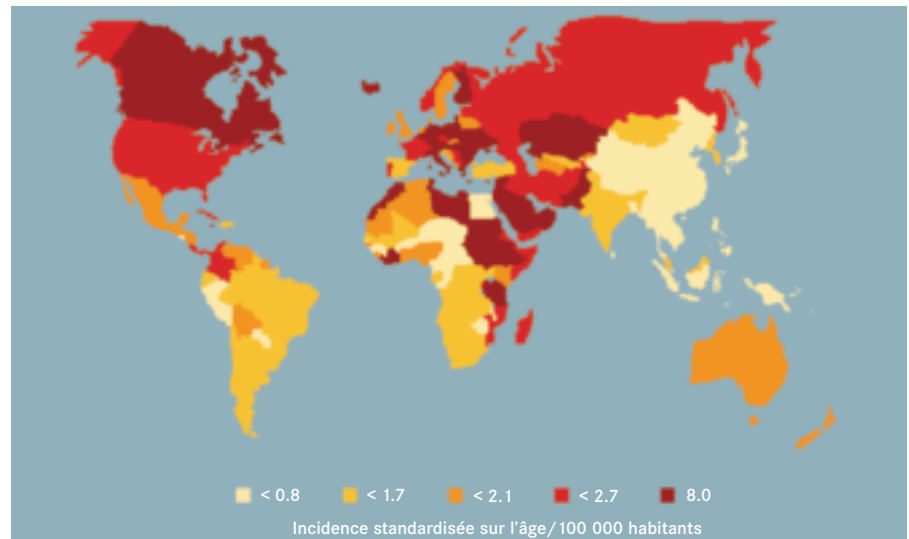 < 0.8 < 1.7 < 2.1 < 2.7 8.0
Incidence standardisée sur l'âge/100 000 habitants